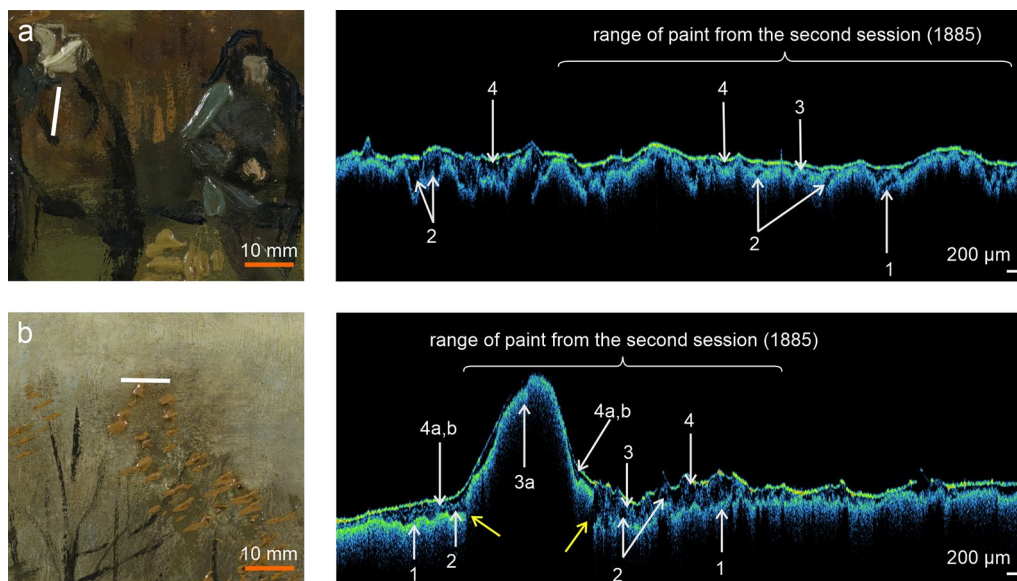 a
10 mm
range of paint from the second session (1885)
4
4
3
2
2
1
200 µm
b
10 mm
range of paint from the second session (1885)
4a,b
4a,b
4
3
3a
1
2
2
1
200 µm